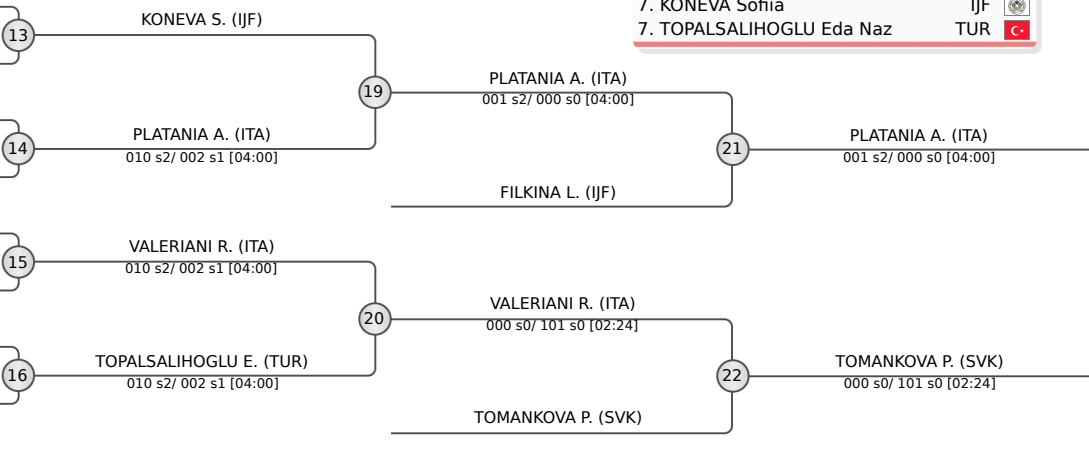 7. KONEVA Sofiia IJF
7. TOPALSALIHOGLU Eda Naz TUR
13
KONEVA S. (IJF)
19
PLATANIA A. (ITA)
001 s2/ 000 s0 [04:00]
14
PLATANIA A. (ITA)
010 s2/ 002 s1 [04:00]
21
PLATANIA A. (ITA)
001 s2/ 000 s0 [04:00]
FILKINA L. (IJF)
15
VALERIANI R. (ITA)
010 s2/ 002 s1 [04:00]
20
VALERIANI R. (ITA)
000 s0/ 101 s0 [02:24]
16
TOPALSALIHOGLU E. (TUR)
010 s2/ 002 s1 [04:00]
22
TOMANKOVA P. (SVK)
000 s0/ 101 s0 [02:24]
TOMANKOVA P. (SVK)